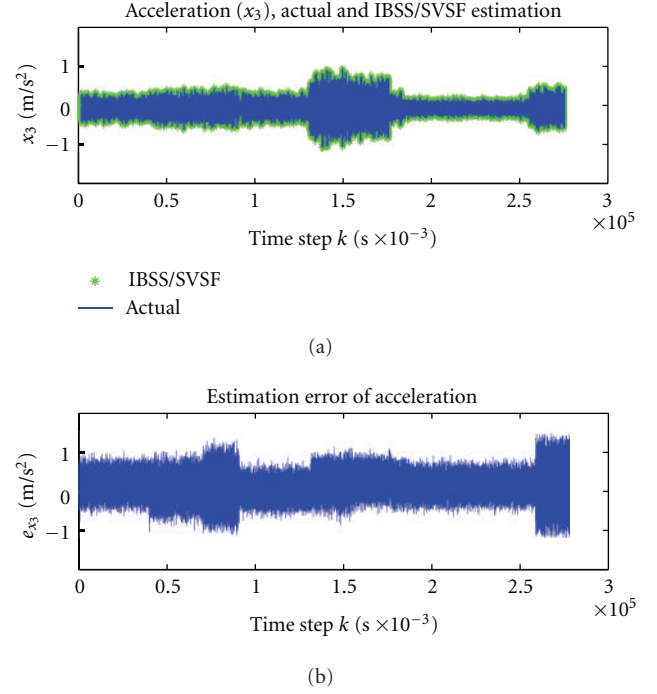 Acceleration (x₃), actual and IBSS/SVSF estimation
x₃ (m/s²)
1
0
−1
0 0.5 1 1.5 2 2.5 3
×10⁵
Time step k (s ×10⁻³)
IBSS/SVSF
Actual
(a)
Estimation error of acceleration
eₓ₃ (m/s²)
1
0
−1
0 0.5 1 1.5 2 2.5 3
×10⁵
Time step k (s ×10⁻³)
(b)